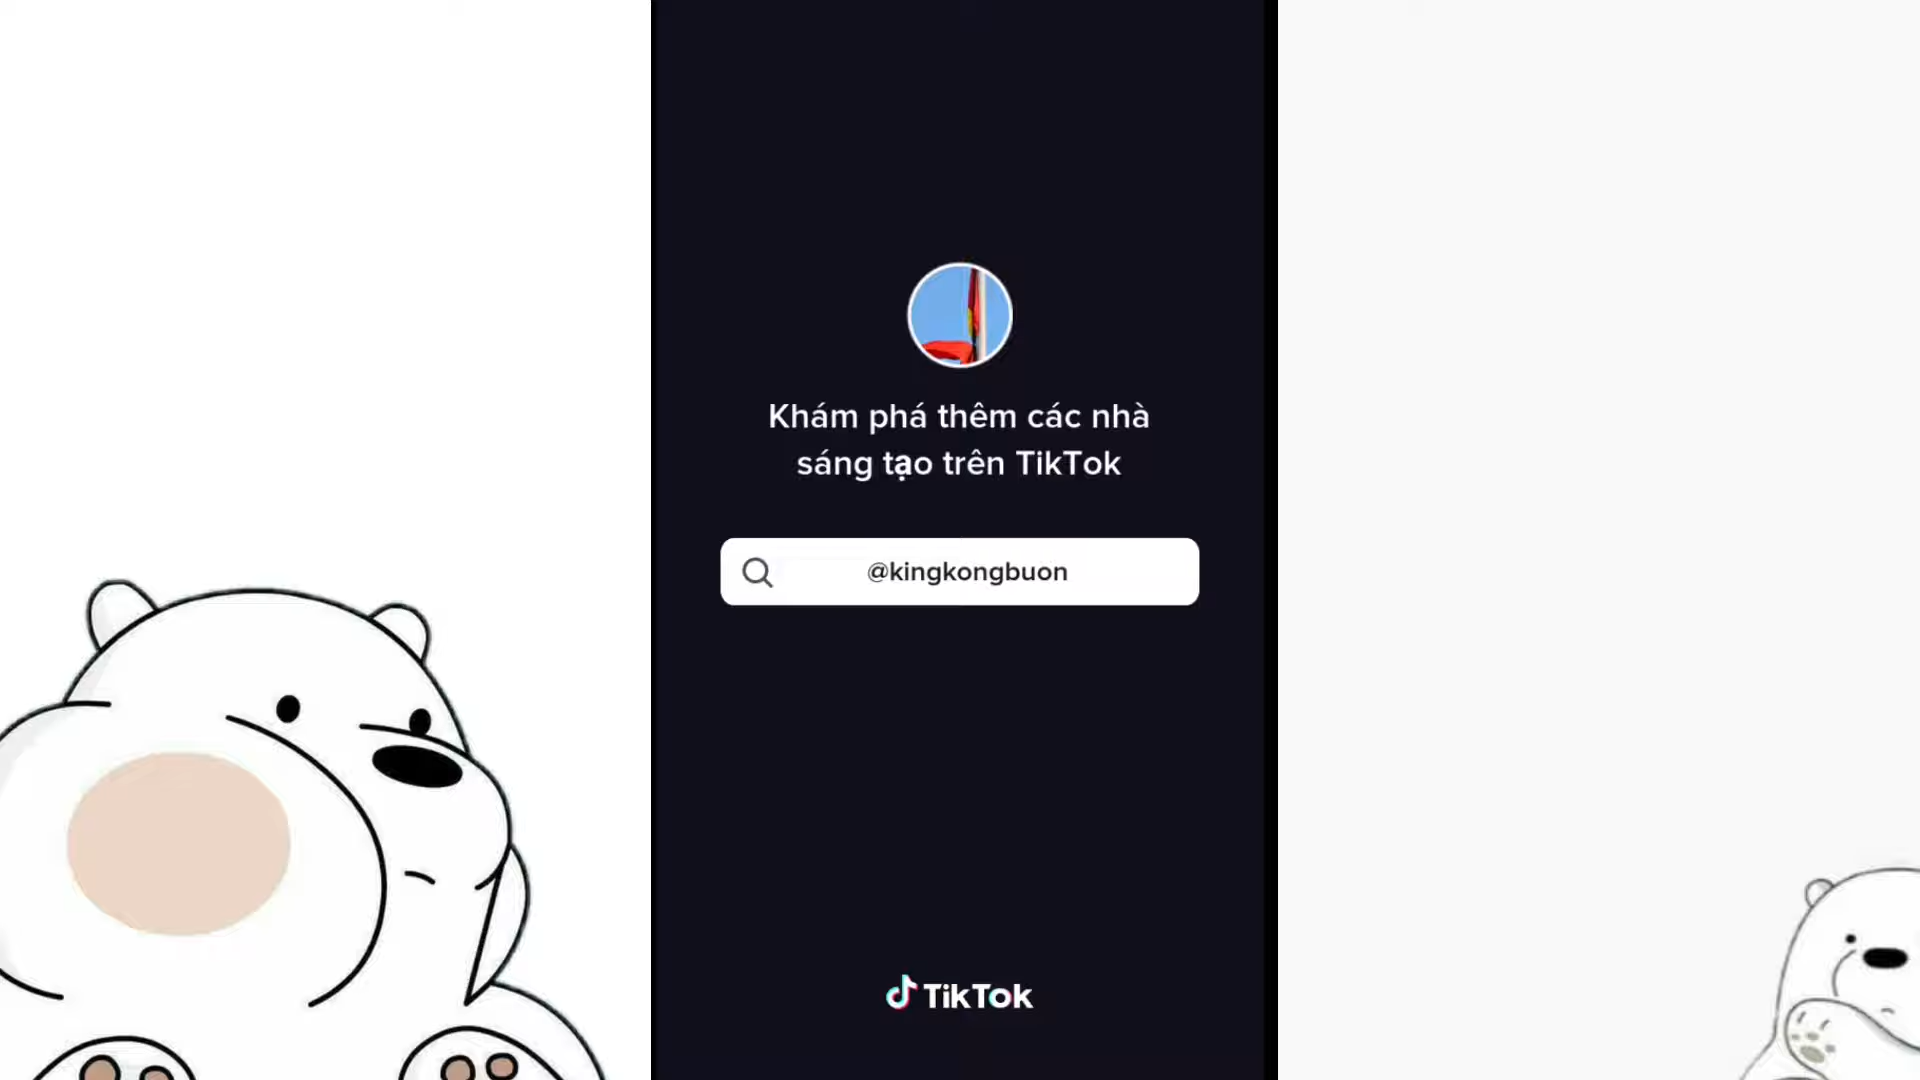 Khám phá thêm các nhà
sáng tạo trên TikTok
@kingkongbuon
TikTok